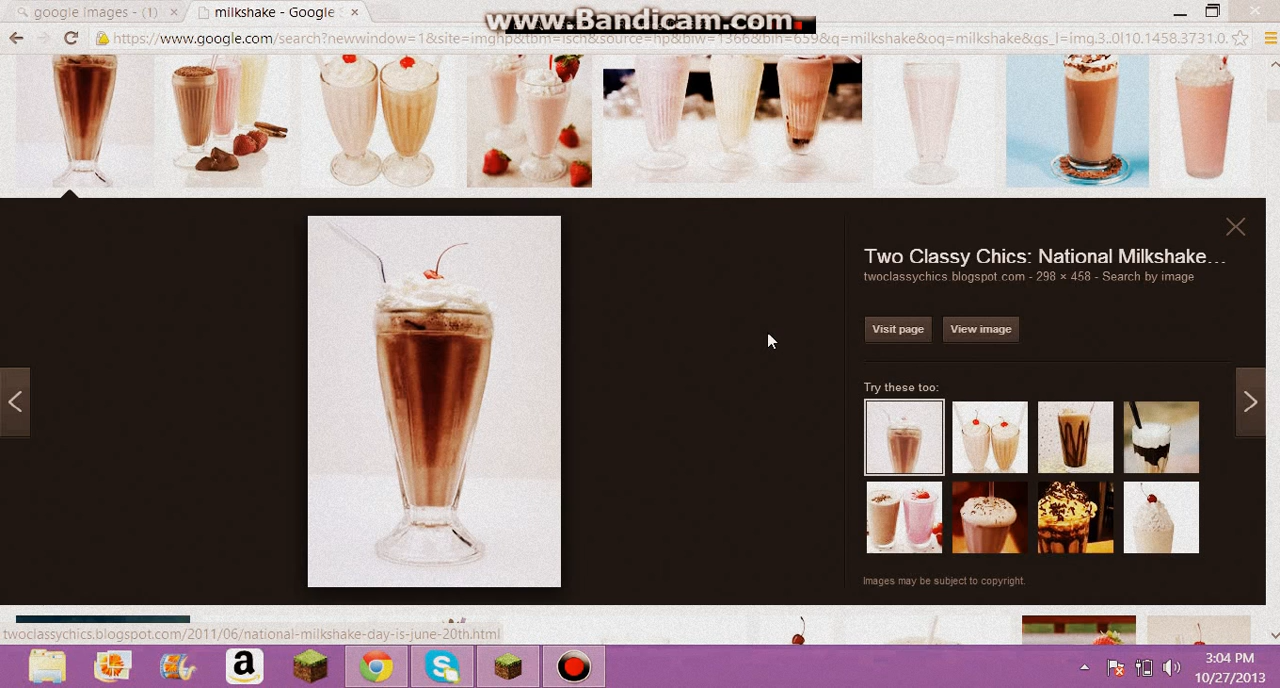 google images - (1)
milkshake - Google S
www.Bandicam.com
https://www.google.com/search?newwindow=1&site=imghp&tbm=isch&source=hp&biw=1366&bih=659&q=milkshake&oq=milkshake&gs_l=img.3..0l10.1458.3731.0.
Two Classy Chics: National Milkshake...
twoclassychics.blogspot.com - 298 × 458 - Search by image
Visit page
View image
Try these too:
Images may be subject to copyright.
twoclassychics.blogspot.com/2011/06/national-milkshake-day-is-june-20th.html
a
S
3:04 PM
10/27/2013